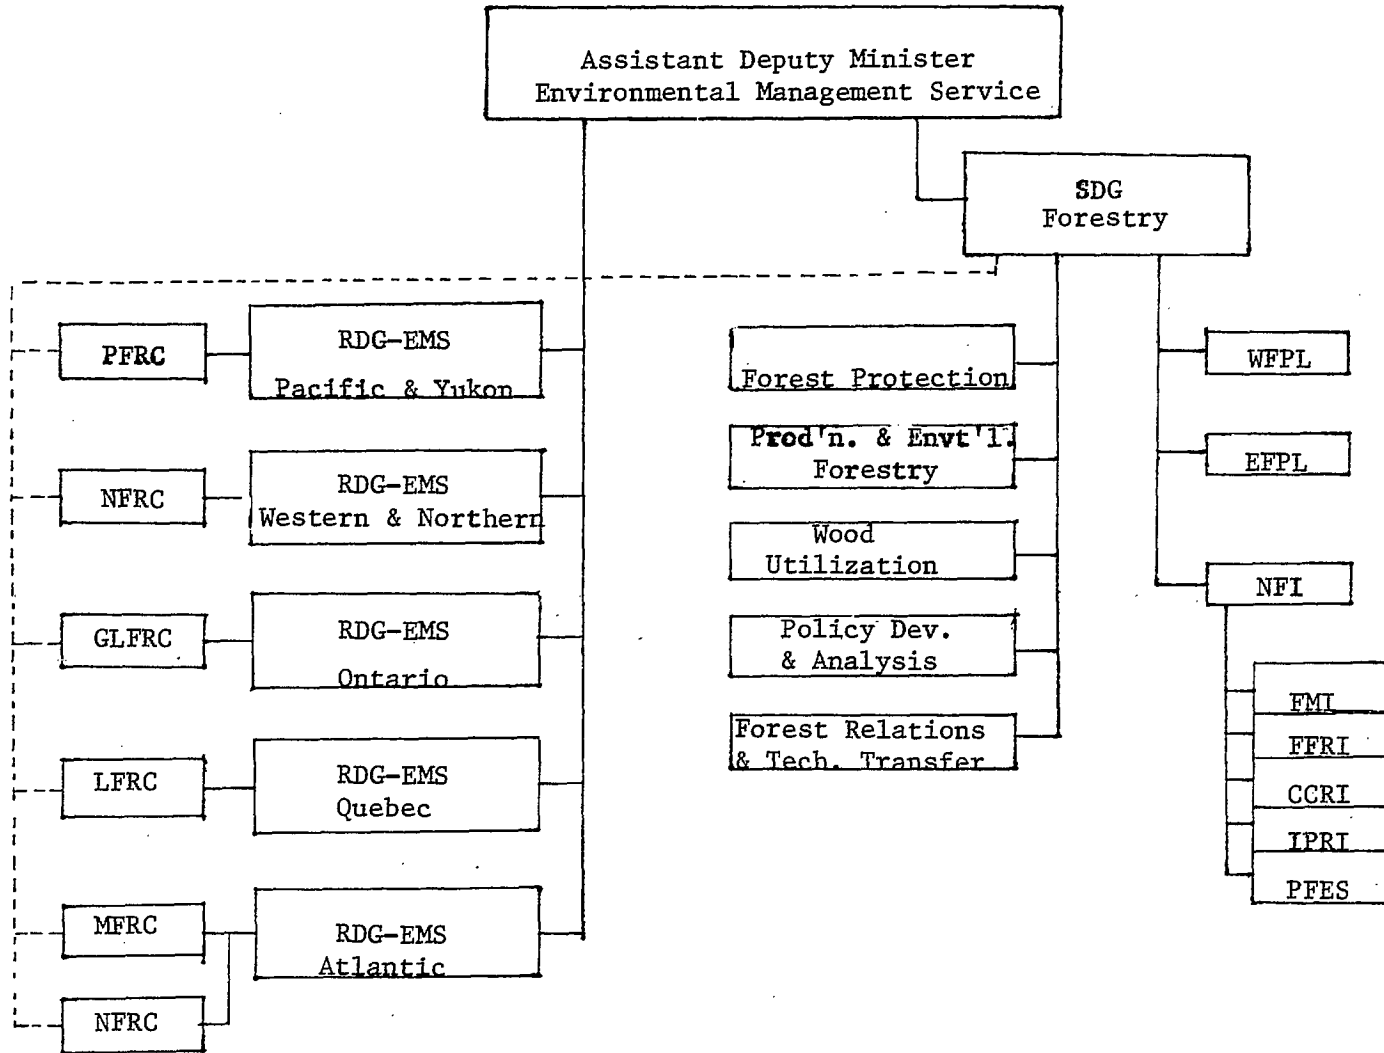 Assistant Deputy Minister
Environmental Management Service
SDG
Forestry
PFRC
RDG-EMS
Pacific & Yukon
NFRC
RDG-EMS
Western & Northern
GLFRC
RDG-EMS
Ontario
LFRC
RDG-EMS
Quebec
MFRC
RDG-EMS
Atlantic
NFRC
Forest Protection
Prod'n. & Envt'l.
Forestry
Wood
Utilization
Policy Dev.
& Analysis
Forest Relations
& Tech. Transfer
WFPL
EFPL
NFI
FMI
FFRI
CCRI
IPRI
PFES